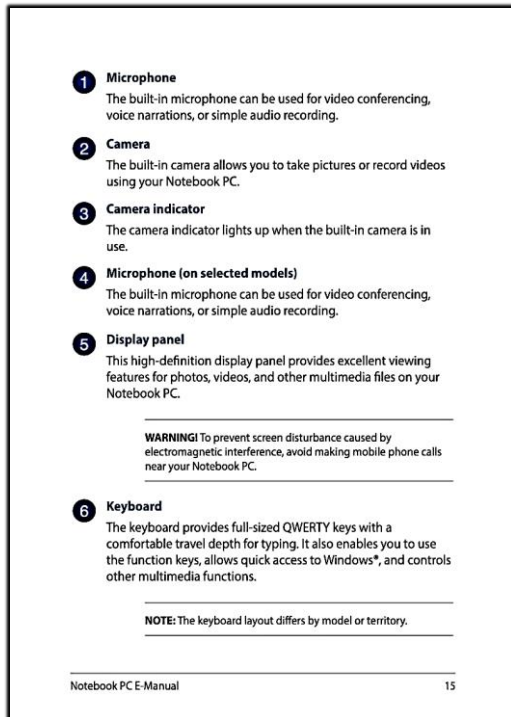 1 Microphone
The built-in microphone can be used for video conferencing,
voice narrations, or simple audio recording.
2 Camera
The built-in camera allows you to take pictures or record videos
using your Notebook PC.
3 Camera indicator
The camera indicator lights up when the built-in camera is in
use.
4 Microphone (on selected models)
The built-in microphone can be used for video conferencing,
voice narrations, or simple audio recording.
5 Display panel
This high-definition display panel provides excellent viewing
features for photos, videos, and other multimedia files on your
Notebook PC.
WARNING! To prevent screen disturbance caused by
electromagnetic interference, avoid making mobile phone calls
near your Notebook PC.
6 Keyboard
The keyboard provides full-sized QWERTY keys with a
comfortable travel depth for typing. It also enables you to use
the function keys, allows quick access to Windows®, and controls
other multimedia functions.
NOTE: The keyboard layout differs by model or territory.
Notebook PC E-Manual 15